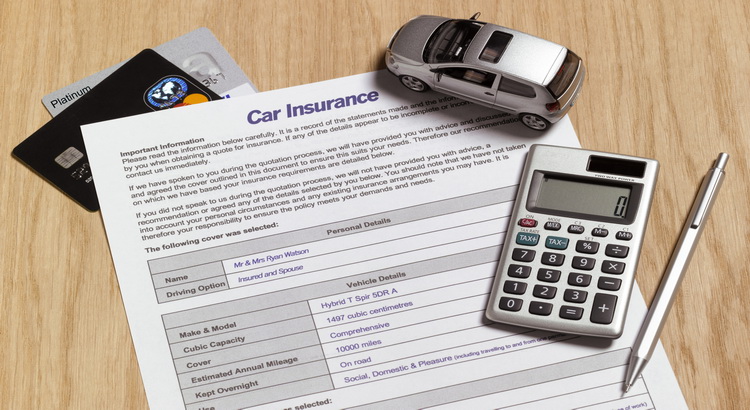 Platinum
Car Insurance
Important Information
Please read the information below carefully. It is a record of the statements made and the
by you when obtaining a quote for insurance. If any of the details appear to be incomplete or
contact us immediately.
If we have spoken to you during the quotation process, we will have provided you with advice and
and agreed the cover outlined in this document to ensure this suits your needs. Therefore our
on which we have based your insurance requirements are detailed below.
If you did not speak to us during the quotation process, we will not have provided you with advice, a
recommendation or agreed any of the details selected by you below. You should note that we have not taken
into account your personal circumstances and any existing insurance arrangements you may have. It is
therefore your responsibility to ensure the policy meets your demands and needs.
The following cover was selected:
Personal Details
Name Mr & Mrs Ryan Watson
Driving Option Insured and Spouse
Vehicle Details
Make & Model Hybrid T Spir 5DR A
Cubic Capacity 1497 cubic centimetres
Cover Comprehensive
Estimated Annual Mileage 10000 miles
Kept Overnight On road
Use Social, Domestic & Pleasure (including travelling to and from
of work)
0
TAX RATE
TAX+ TAX- % ÷
7 8 9 ×
4 5 6 -
1 2 3 +
0 . =